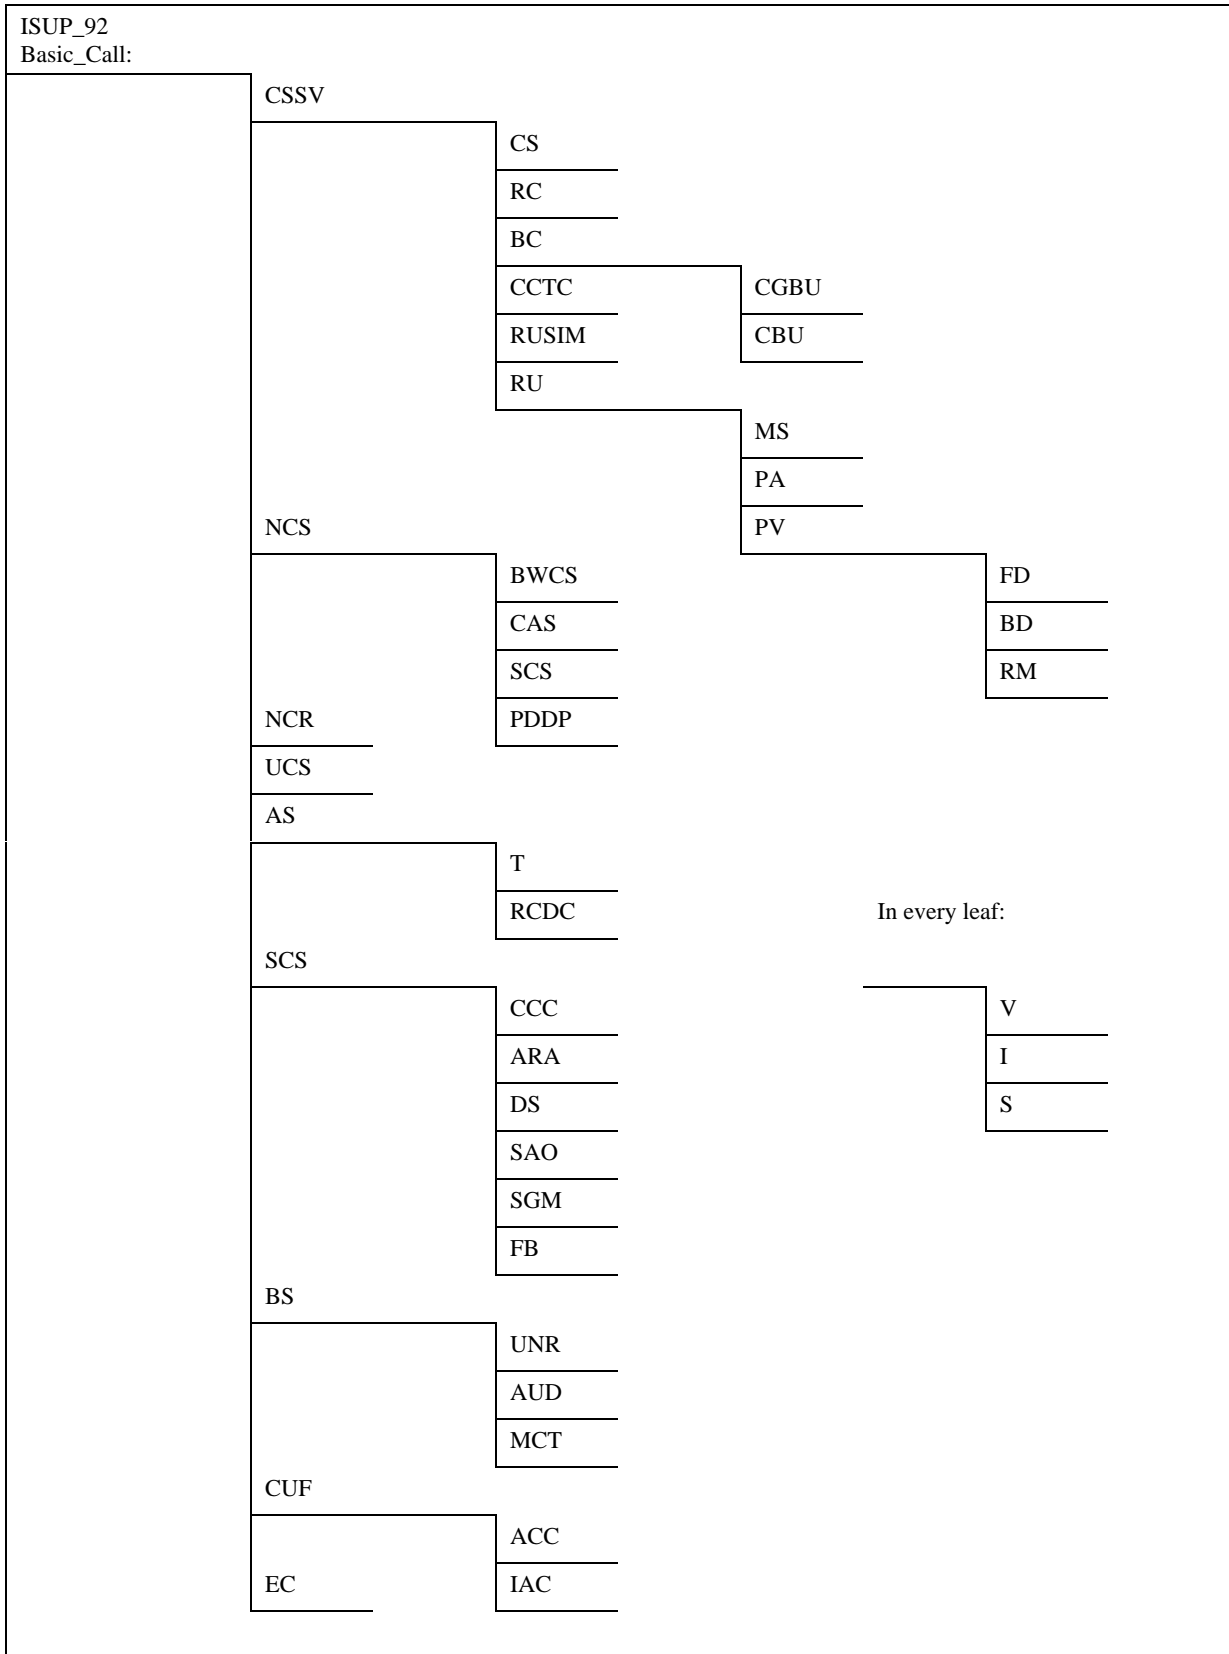 ISUP_92
Basic_Call:
CSSV
CS
RC
BC
CCTC CGBU
RUSIM CBU
RU
MS
PA
NCS PV
BWCS FD
CAS BD
SCS RM
NCR PDDP
UCS
AS
T
RCDC In every leaf:
SCS
CCC V
ARA I
DS S
SAO
SGM
FB
BS
UNR
AUD
MCT
CUF
ACC
EC IAC